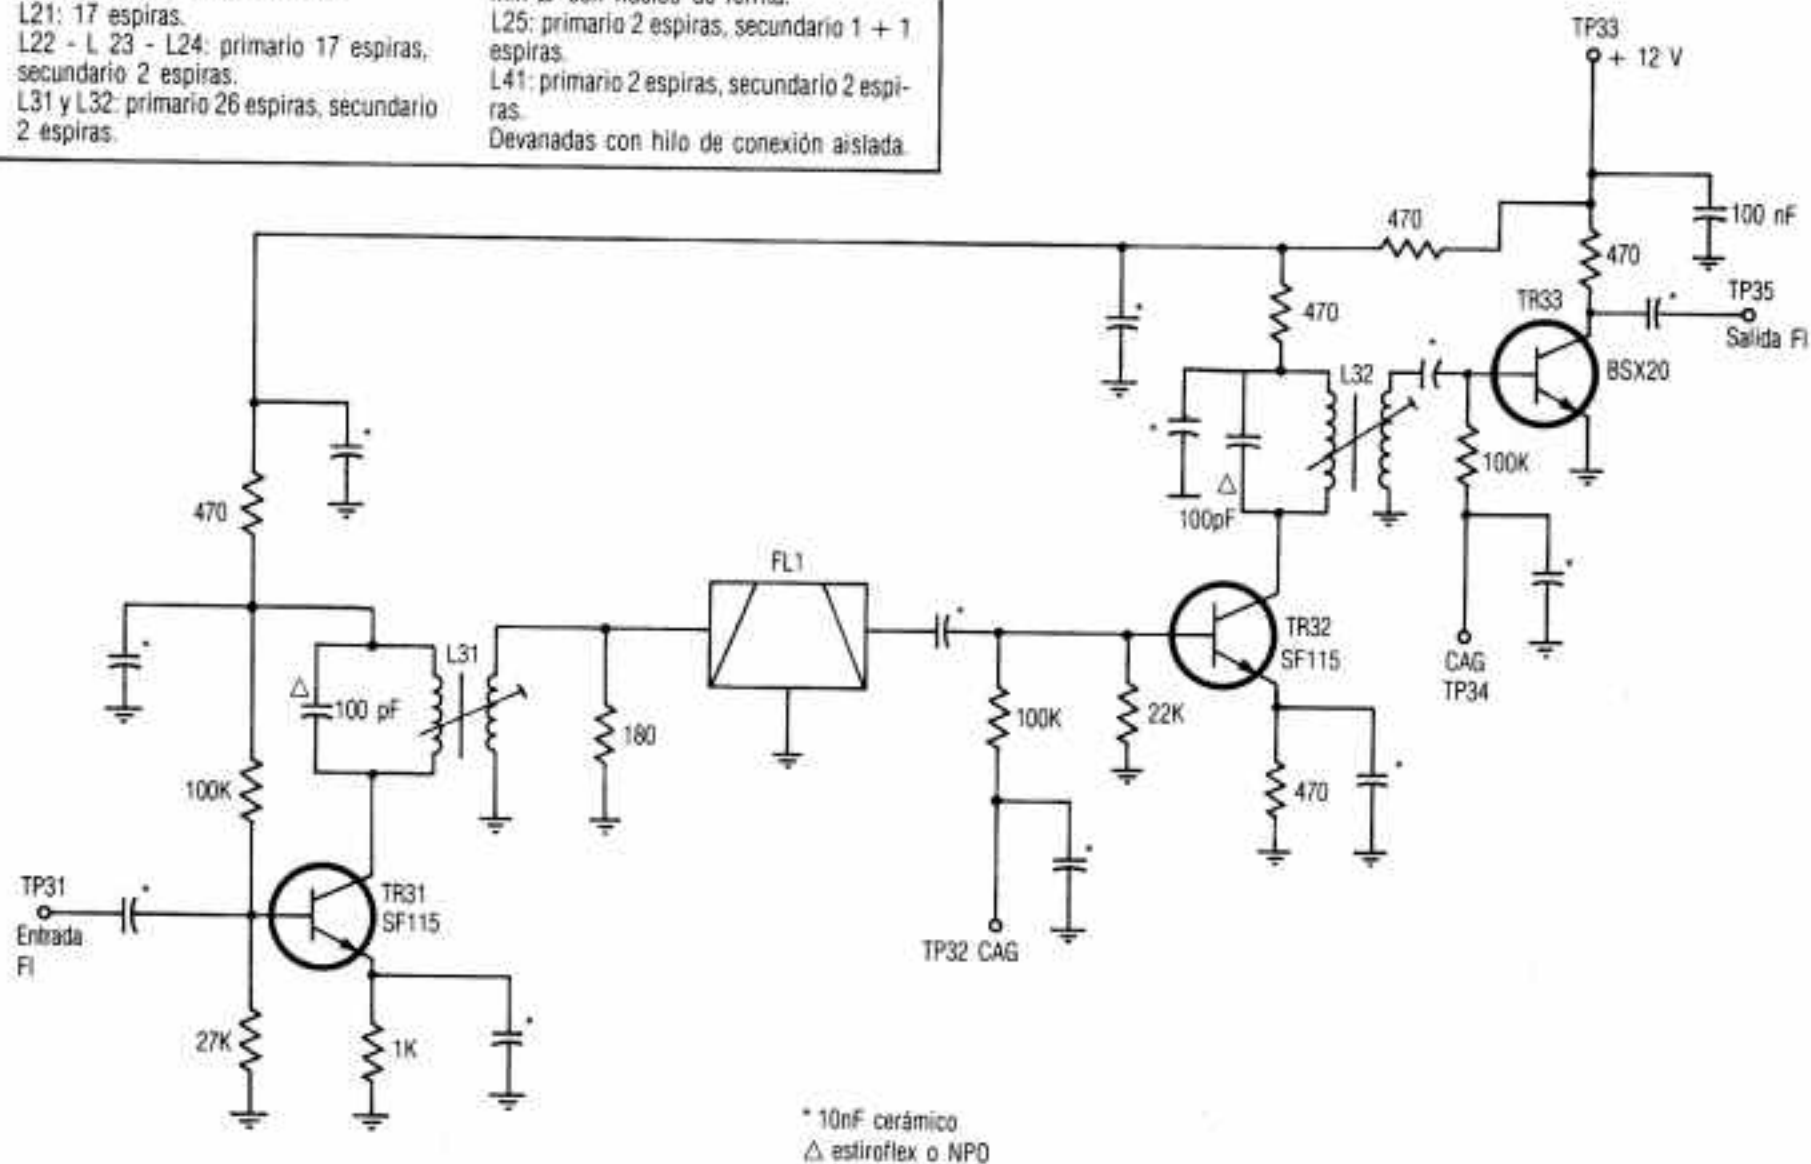 L21: 17 espiras.
L22 - L 23 - L24: primario 17 espiras,
secundario 2 espiras.
L31 y L32: primario 26 espiras, secundario
2 espiras.
L25: primario 2 espiras, secundario 1 + 1
espiras.
L41: primario 2 espiras, secundario 2 espi-
ras.
Devanadas con hilo de conexión aislada.
TP33
+ 12 V
100 nF
470
470
TP35
Salida FI
TR33
BSX20
470
*
L32
*
*
*
100K
△
100pF
*
470
FL1
*
TR32
SF115
*
CAG
TP34
*
L31
△
100 pF
180
100K
22K
470
*
100K
*
TP31
Entrada
FI
*
TR31
SF115
TP32 CAG
27K
1K
*
* 10nF cerámico
△ estiroflex o NPO